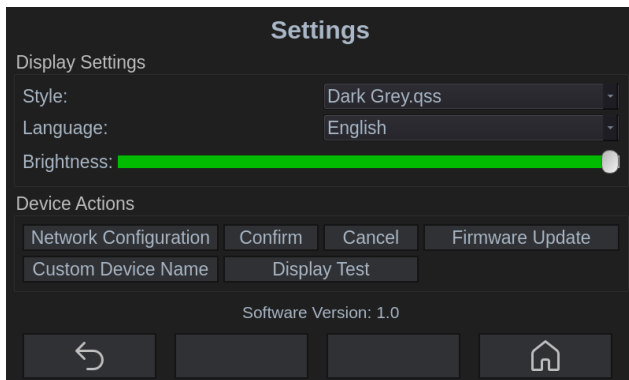 Settings
Display Settings
Style: Dark Grey.qss
Language: English
Brightness:
Device Actions
Network Configuration Confirm Cancel Firmware Update
Custom Device Name Display Test
Software Version: 1.0